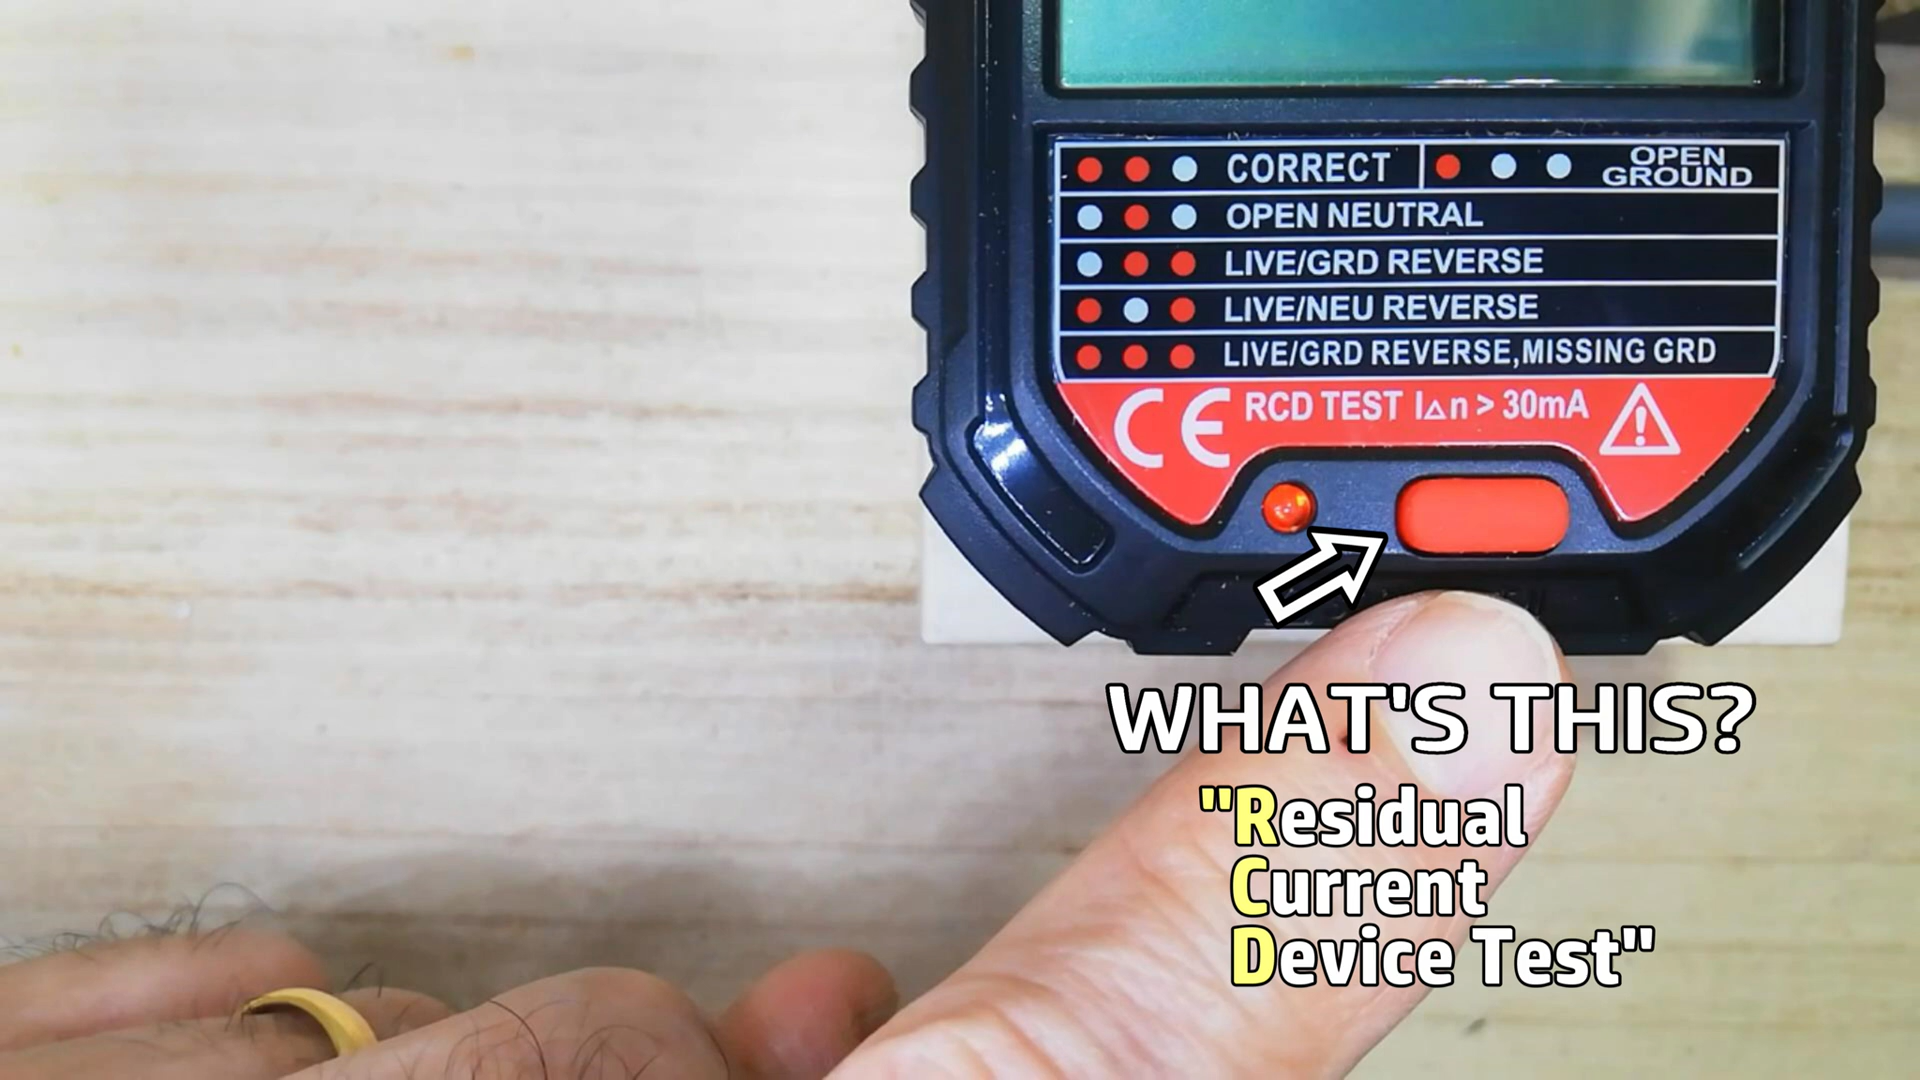 CORRECT
OPEN
GROUND
OPEN NEUTRAL
LIVE/GRD REVERSE
LIVE/NEU REVERSE
LIVE/GRD REVERSE,MISSING GRD
CE RCD TEST I△n > 30mA
WHAT'S THIS?
"Residual
Current
Device Test"